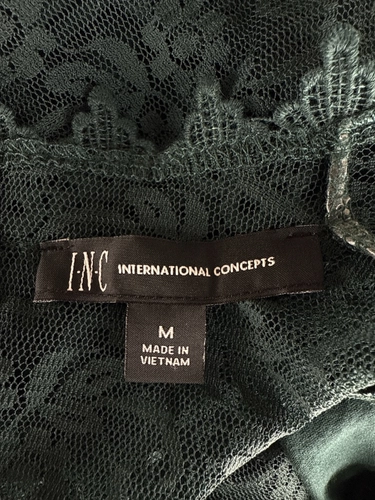 I·N·C INTERNATIONAL CONCEPTS
M
MADE IN
VIETNAM